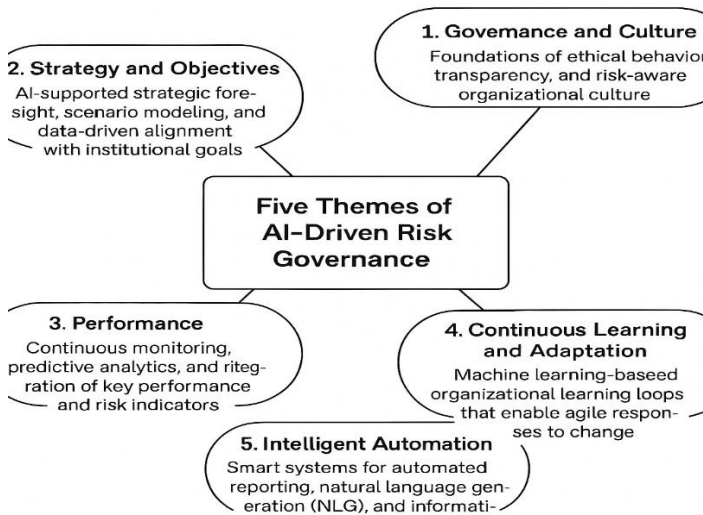 1. Governance and Culture
Foundations of ethical behavior
transparency, and risk-aware
organizational culture
2. Strategy and Objectives
AI-supported strategic fore-
sight, scenario modeling, and
data-driven alignment
with institutional goals
Five Themes of
AI-Driven Risk
Governance
3. Performance
Continuous monitoring,
predictive analytics, and riteg-
ration of key performance
and risk indicators
4. Continuous Learning
and Adaptation
Machine learning-baseed
organizational learning loops
that enable agile respon-
ses to change
5. Intelligent Automation
Smart systems for automated
reporting, natural language gen-
eration (NLG), and informati-